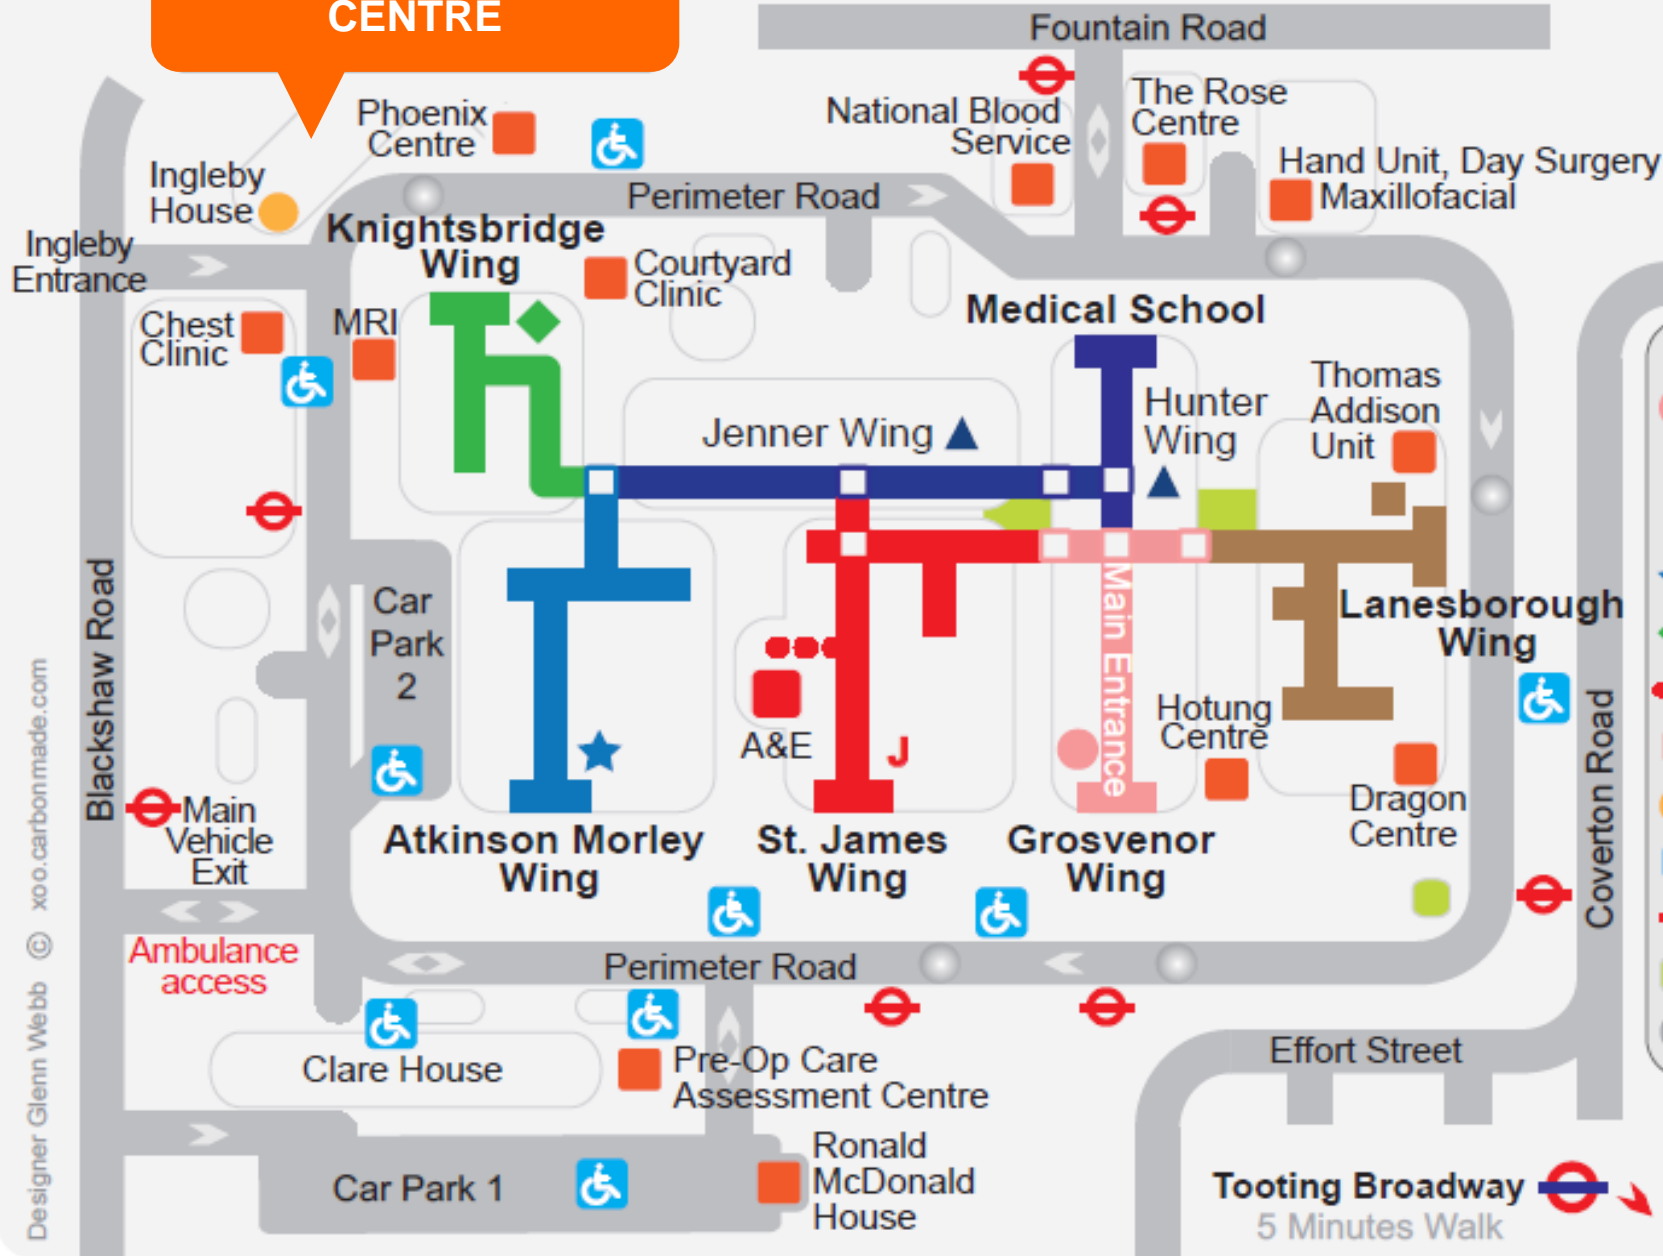 CENTRE
Fountain Road
Phoenix
Centre
National Blood
Service
The Rose
Centre
Hand Unit, Day Surgery
Maxillofacial
Ingleby
House
Perimeter Road
Ingleby
Entrance
Knightsbridge
Wing
Courtyard
Clinic
Medical School
Chest
Clinic
MRI
Jenner Wing
Hunter
Wing
Thomas
Addison
Unit
Blackshaw Road
Car
Park
2
Main Entrance
Lanesborough
Wing
A&E
J
Hotung
Centre
Dragon
Centre
Coverton Road
Main
Vehicle
Exit
Atkinson Morley
Wing
St. James
Wing
Grosvenor
Wing
Ambulance
access
Perimeter Road
Clare House
Pre-Op Care
Assessment Centre
Effort Street
Car Park 1
Ronald
McDonald
House
Tooting Broadway
5 Minutes Walk
Designer Glenn Webb © xoo.carbonmade.com